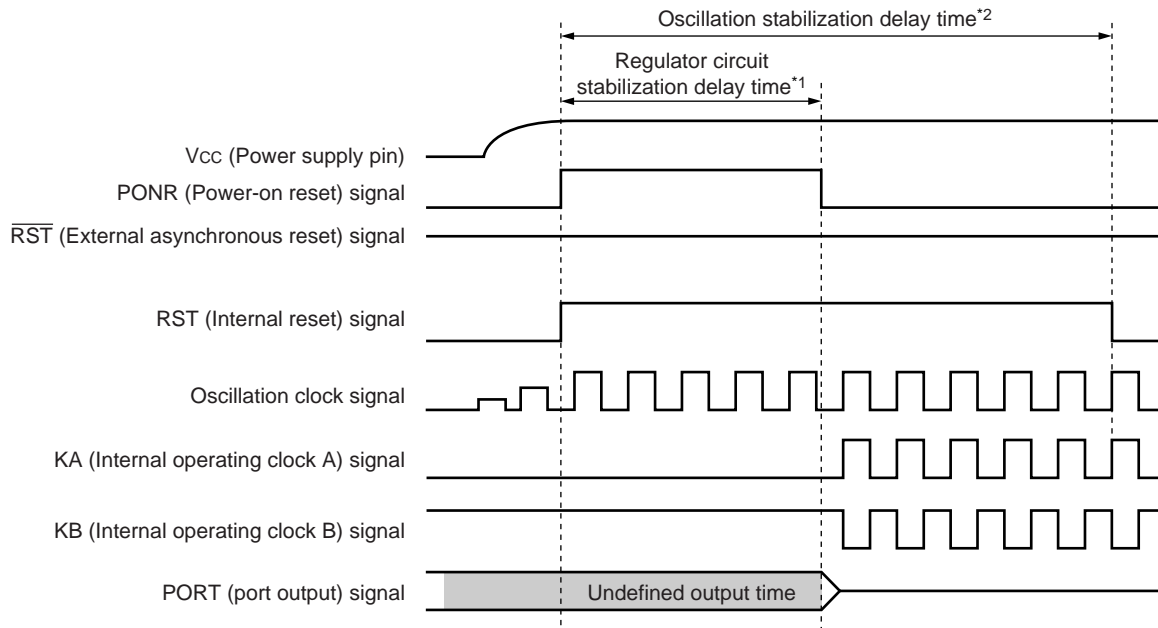 Oscillation stabilization delay time*2
Regulator circuit
stabilization delay time*1
Vcc (Power supply pin)
PONR (Power-on reset) signal
RST (External asynchronous reset) signal
RST (Internal reset) signal
Oscillation clock signal
KA (Internal operating clock A) signal
KB (Internal operating clock B) signal
PORT (port output) signal
Undefined output time